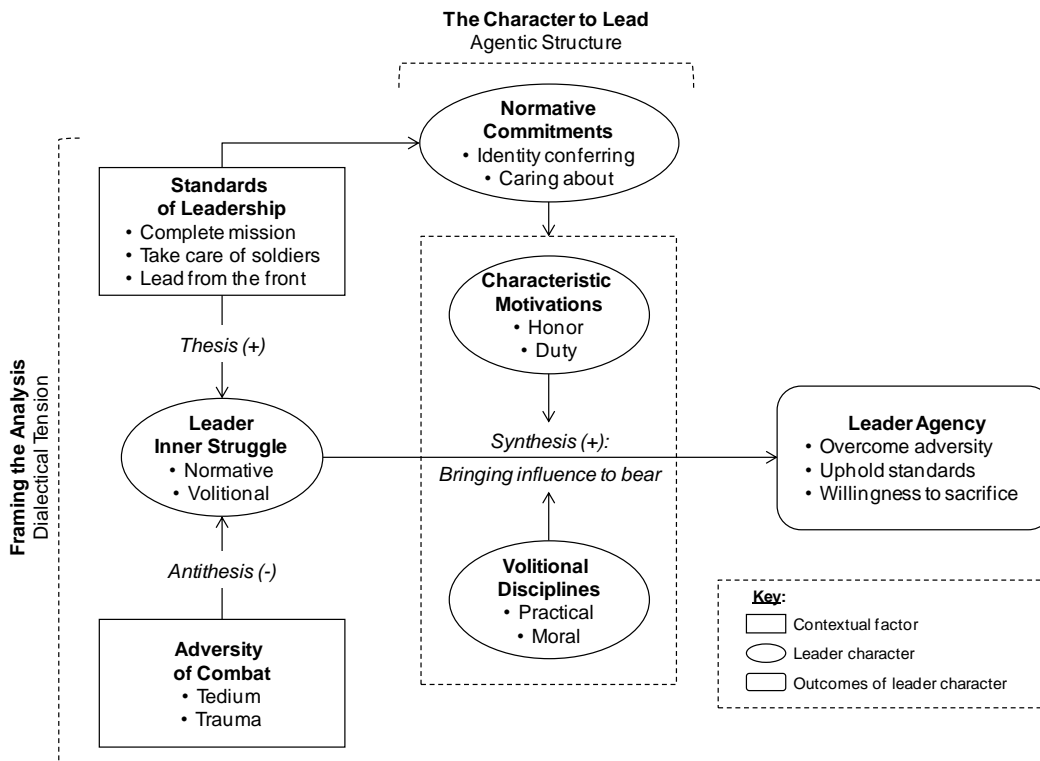 The Character to Lead
Agentic Structure
Normative
Commitments
• Identity conferring
• Caring about
Standards
of Leadership
• Complete mission
• Take care of soldiers
• Lead from the front
Characteristic
Motivations
• Honor
• Duty
Thesis (+)
Framing the Analysis
Dialectical Tension
Leader
Inner Struggle
• Normative
• Volitional
Synthesis (+):
Bringing influence to bear
Leader Agency
• Overcome adversity
• Uphold standards
• Willingness to sacrifice
Antithesis (-)
Volitional
Disciplines
• Practical
• Moral
Adversity
of Combat
• Tedium
• Trauma
Key:
Contextual factor
Leader character
Outcomes of leader character